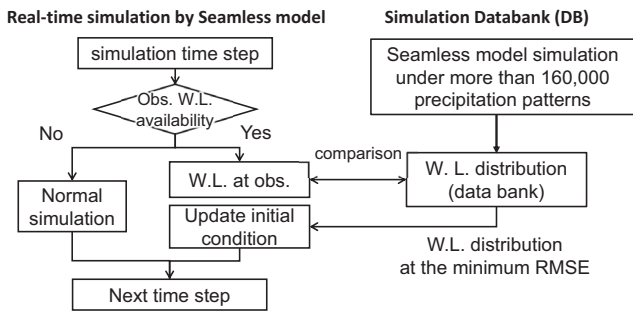 Real-time simulation by Seamless model
simulation time step
Obs. W.L.
availability
No
Yes
W.L. at obs.
Normal
simulation
Update initial
condition
Next time step
Simulation Databank (DB)
Seamless model simulation
under more than 160,000
precipitation patterns
comparison
W. L. distribution
(data bank)
W.L. distribution
at the minimum RMSE